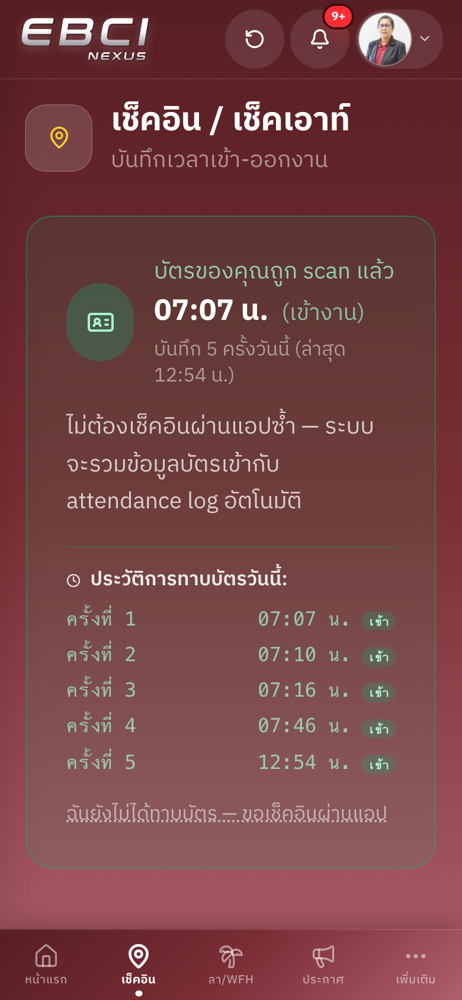 EBCI
NEXUS
9+
เช็คอิน / เช็คเอาท์
บันทึกเวลาเข้า-ออกงาน
บัตรของคุณถูก scan แล้ว
07:07 น. (เข้างาน)
บันทึก 5 ครั้งวันนี้ (ล่าสุด
12:54 น.)
ไม่ต้องเช็คอินผ่านแอปซ้ำ — ระบบ
จะรวมข้อมูลบัตรเข้ากับ
attendance log อัตโนมัติ
ประวัติการทาบบัตรวันนี้:
ครั้งที่ 1 07:07 น. เข้า
ครั้งที่ 2 07:10 น. เข้า
ครั้งที่ 3 07:16 น. เข้า
ครั้งที่ 4 07:46 น. เข้า
ครั้งที่ 5 12:54 น. เข้า
ฉันยังไม่ได้ทาบบัตร — ขอเช็คอินผ่านแอป
หน้าแรก เช็คอิน ลา/WFH ประกาศ เพิ่มเติม